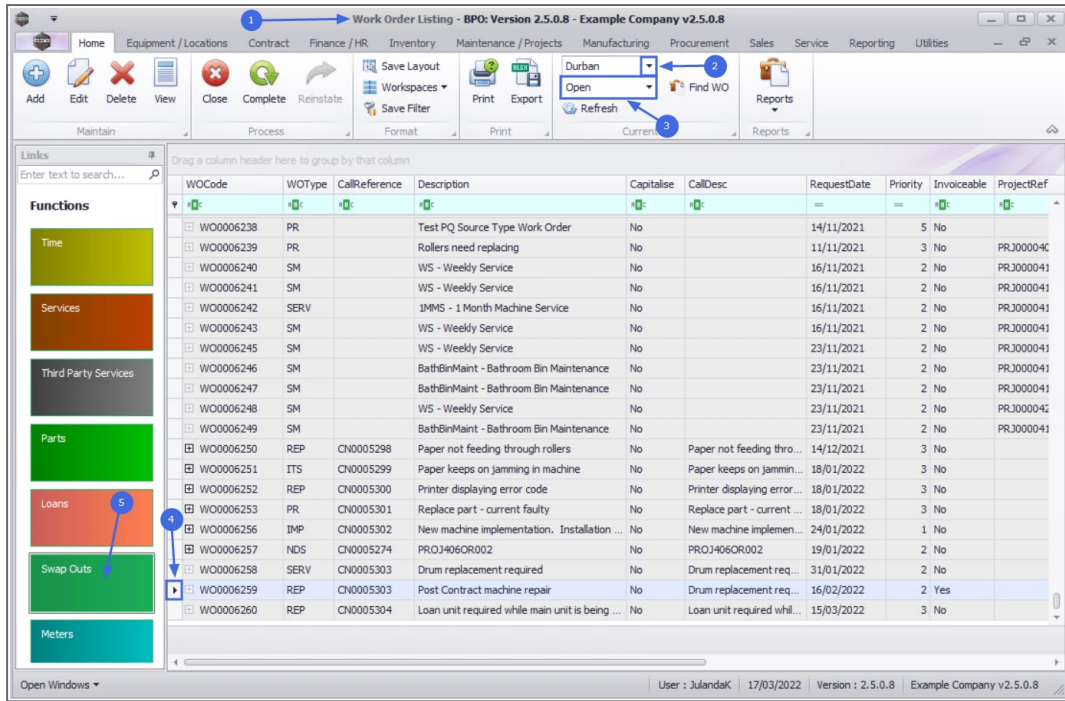 1
Work Order Listing - BPO: Version 2.5.0.8 - Example Company v2.5.0.8
Home Equipment / Locations Contract Finance / HR Inventory Maintenance / Projects Manufacturing Procurement Sales Service Reporting Utilities
Add Edit Delete View
Maintain
Close Complete Reinstate
Process
Save Layout
Workspaces
Save Filter
Format
Print Export
Print
Durban
2
Open
Find WO
Refresh
3
Current
Reports
Reports
Links
Enter text to search...
Functions
Time
Services
Third Party Services
Parts
Loans
5
Swap Outs
Meters
4
Drag a column header here to group by that column
WOCode WOType CallReference Description Capitalise CallDesc RequestDate Priority Invoiceable ProjectRef
WO0006238 PR Test PQ Source Type Work Order No 14/11/2021 5 No
WO0006239 PR Rollers need replacing No 11/11/2021 3 No PRJ000040
WO0006240 SM WS - Weekly Service No 16/11/2021 2 No PRJ000041
WO0006241 SM WS - Weekly Service No 16/11/2021 2 No PRJ000041
WO0006242 SERV 1MMS - 1 Month Machine Service No 16/11/2021 2 No PRJ000041
WO0006243 SM WS - Weekly Service No 16/11/2021 2 No PRJ000041
WO0006245 SM WS - Weekly Service No 23/11/2021 2 No PRJ000041
WO0006246 SM BathBinMaint - Bathroom Bin Maintenance No 23/11/2021 2 No PRJ000041
WO0006247 SM BathBinMaint - Bathroom Bin Maintenance No 23/11/2021 2 No PRJ000041
WO0006248 SM WS - Weekly Service No 23/11/2021 2 No PRJ000042
WO0006249 SM BathBinMaint - Bathroom Bin Maintenance No 23/11/2021 2 No PRJ000041
WO0006250 REP CN0005298 Paper not feeding through rollers No Paper not feeding thro... 14/12/2021 3 No
WO0006251 ITS CN0005299 Paper keeps on jamming in machine No Paper keeps on jammin... 18/01/2022 3 No
WO0006252 REP CN0005300 Printer displaying error code No Printer displaying error... 18/01/2022 3 No
WO0006253 PR CN0005301 Replace part - current faulty No Replace part - current ... 18/01/2022 3 No
WO0006256 IMP CN0005302 New machine implementation. Installation ... No New machine implemen... 24/01/2022 1 No
WO0006257 NDS CN0005274 PROJ406OR002 No PROJ406OR002 19/01/2022 2 No
WO0006258 SERV CN0005303 Drum replacement required No Drum replacement req... 31/01/2022 2 No
WO0006259 REP CN0005303 Post Contract machine repair No Drum replacement req... 16/02/2022 2 Yes
WO0006260 REP CN0005304 Loan unit required while main unit is being ... No Loan unit required whil... 15/03/2022 3 No
Open Windows
User : JulandaK 17/03/2022 Version : 2.5.0.8 Example Company v2.5.0.8